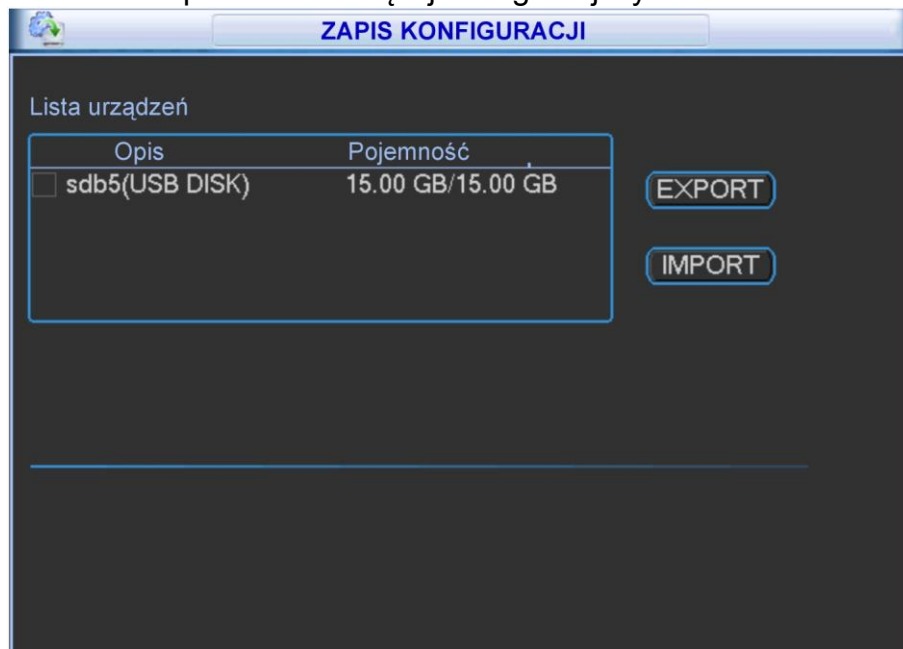 ZAPIS KONFIGURACJI
Lista urządzeń
Opis Pojemność
sdb5(USB DISK) 15.00 GB/15.00 GB
EXPORT
IMPORT